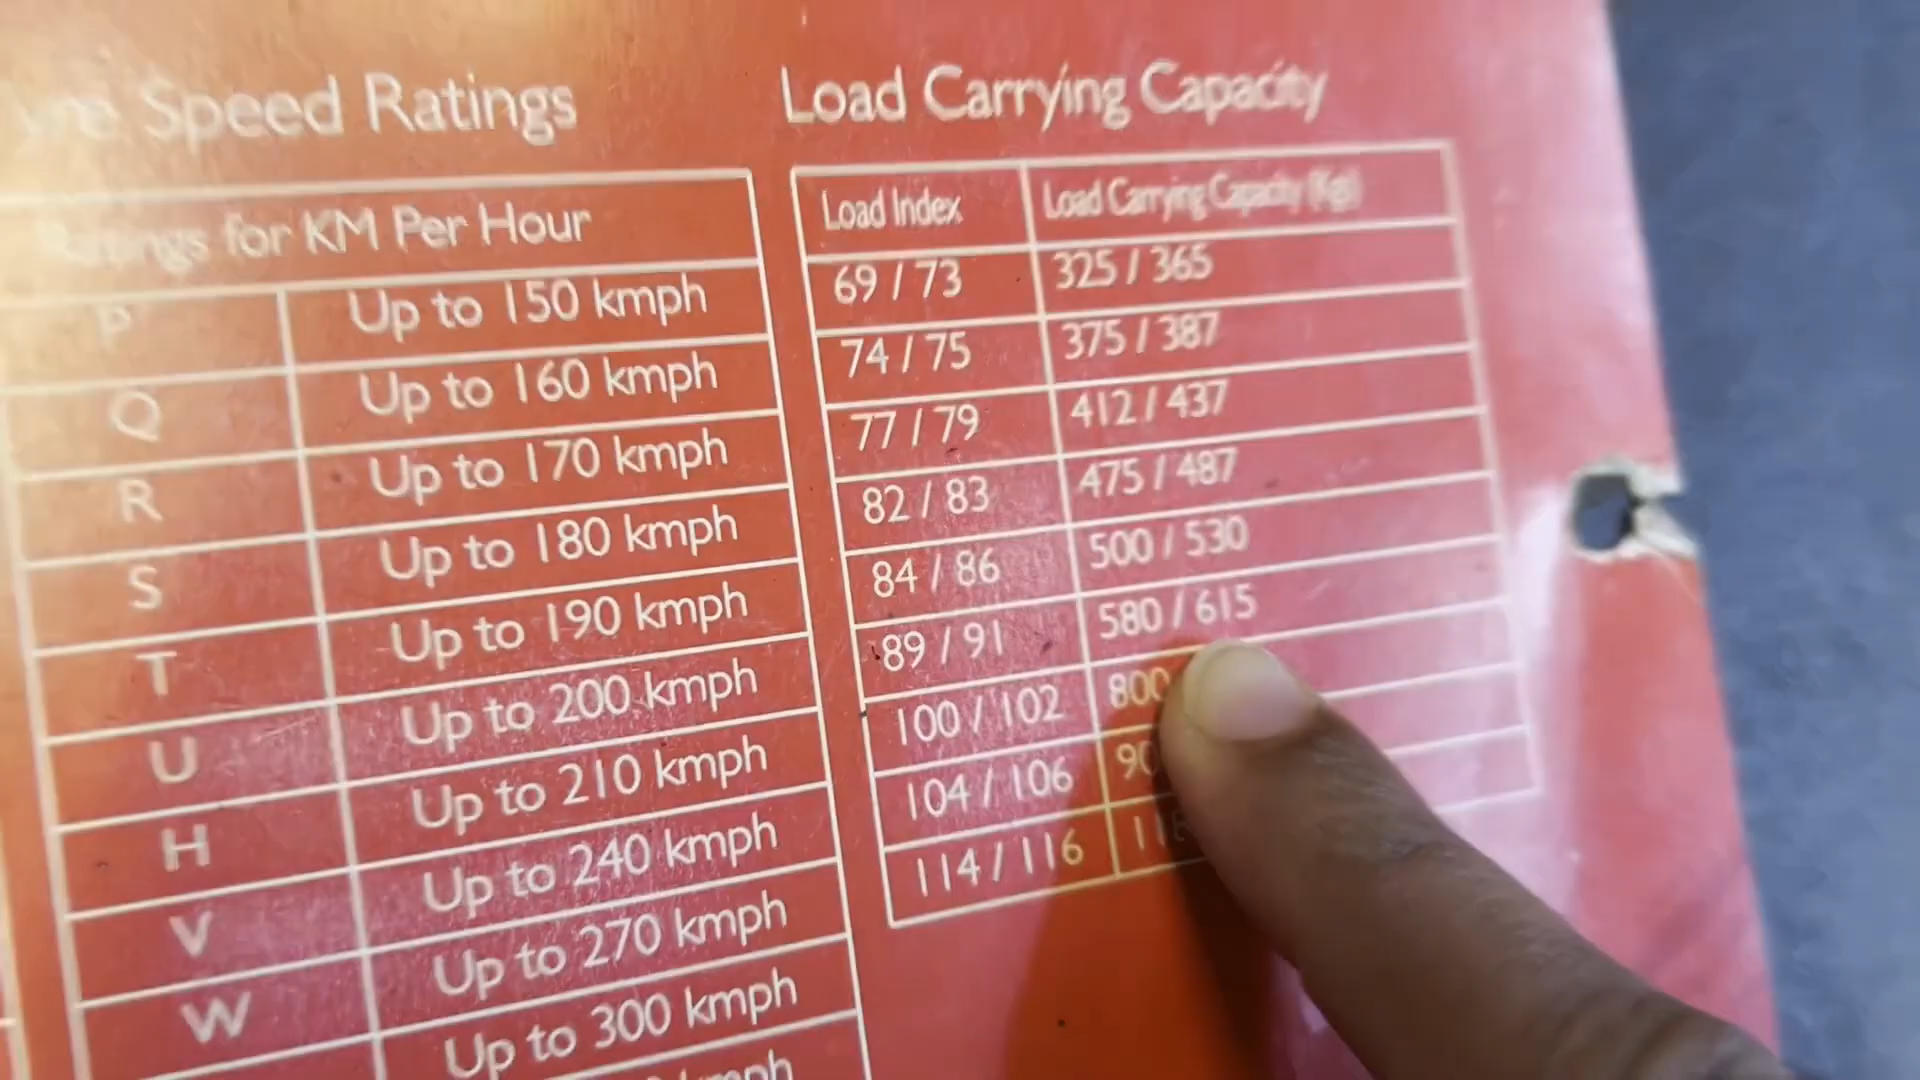 Speed Ratings
Ratings for KM Per Hour
P Up to 150 kmph
Q Up to 160 kmph
R Up to 170 kmph
S Up to 180 kmph
T Up to 190 kmph
U Up to 200 kmph
H Up to 210 kmph
V Up to 240 kmph
W Up to 270 kmph
Up to 300 kmph
kmph
Load Carrying Capacity
Load Index Load Carrying Capacity (Kgs)
69 / 73 325 / 365
74 / 75 375 / 387
77 / 79 412 / 437
82 / 83 475 / 487
84 / 86 500 / 530
89 / 91 580 / 615
100 / 102 800
104 / 106
114 / 116